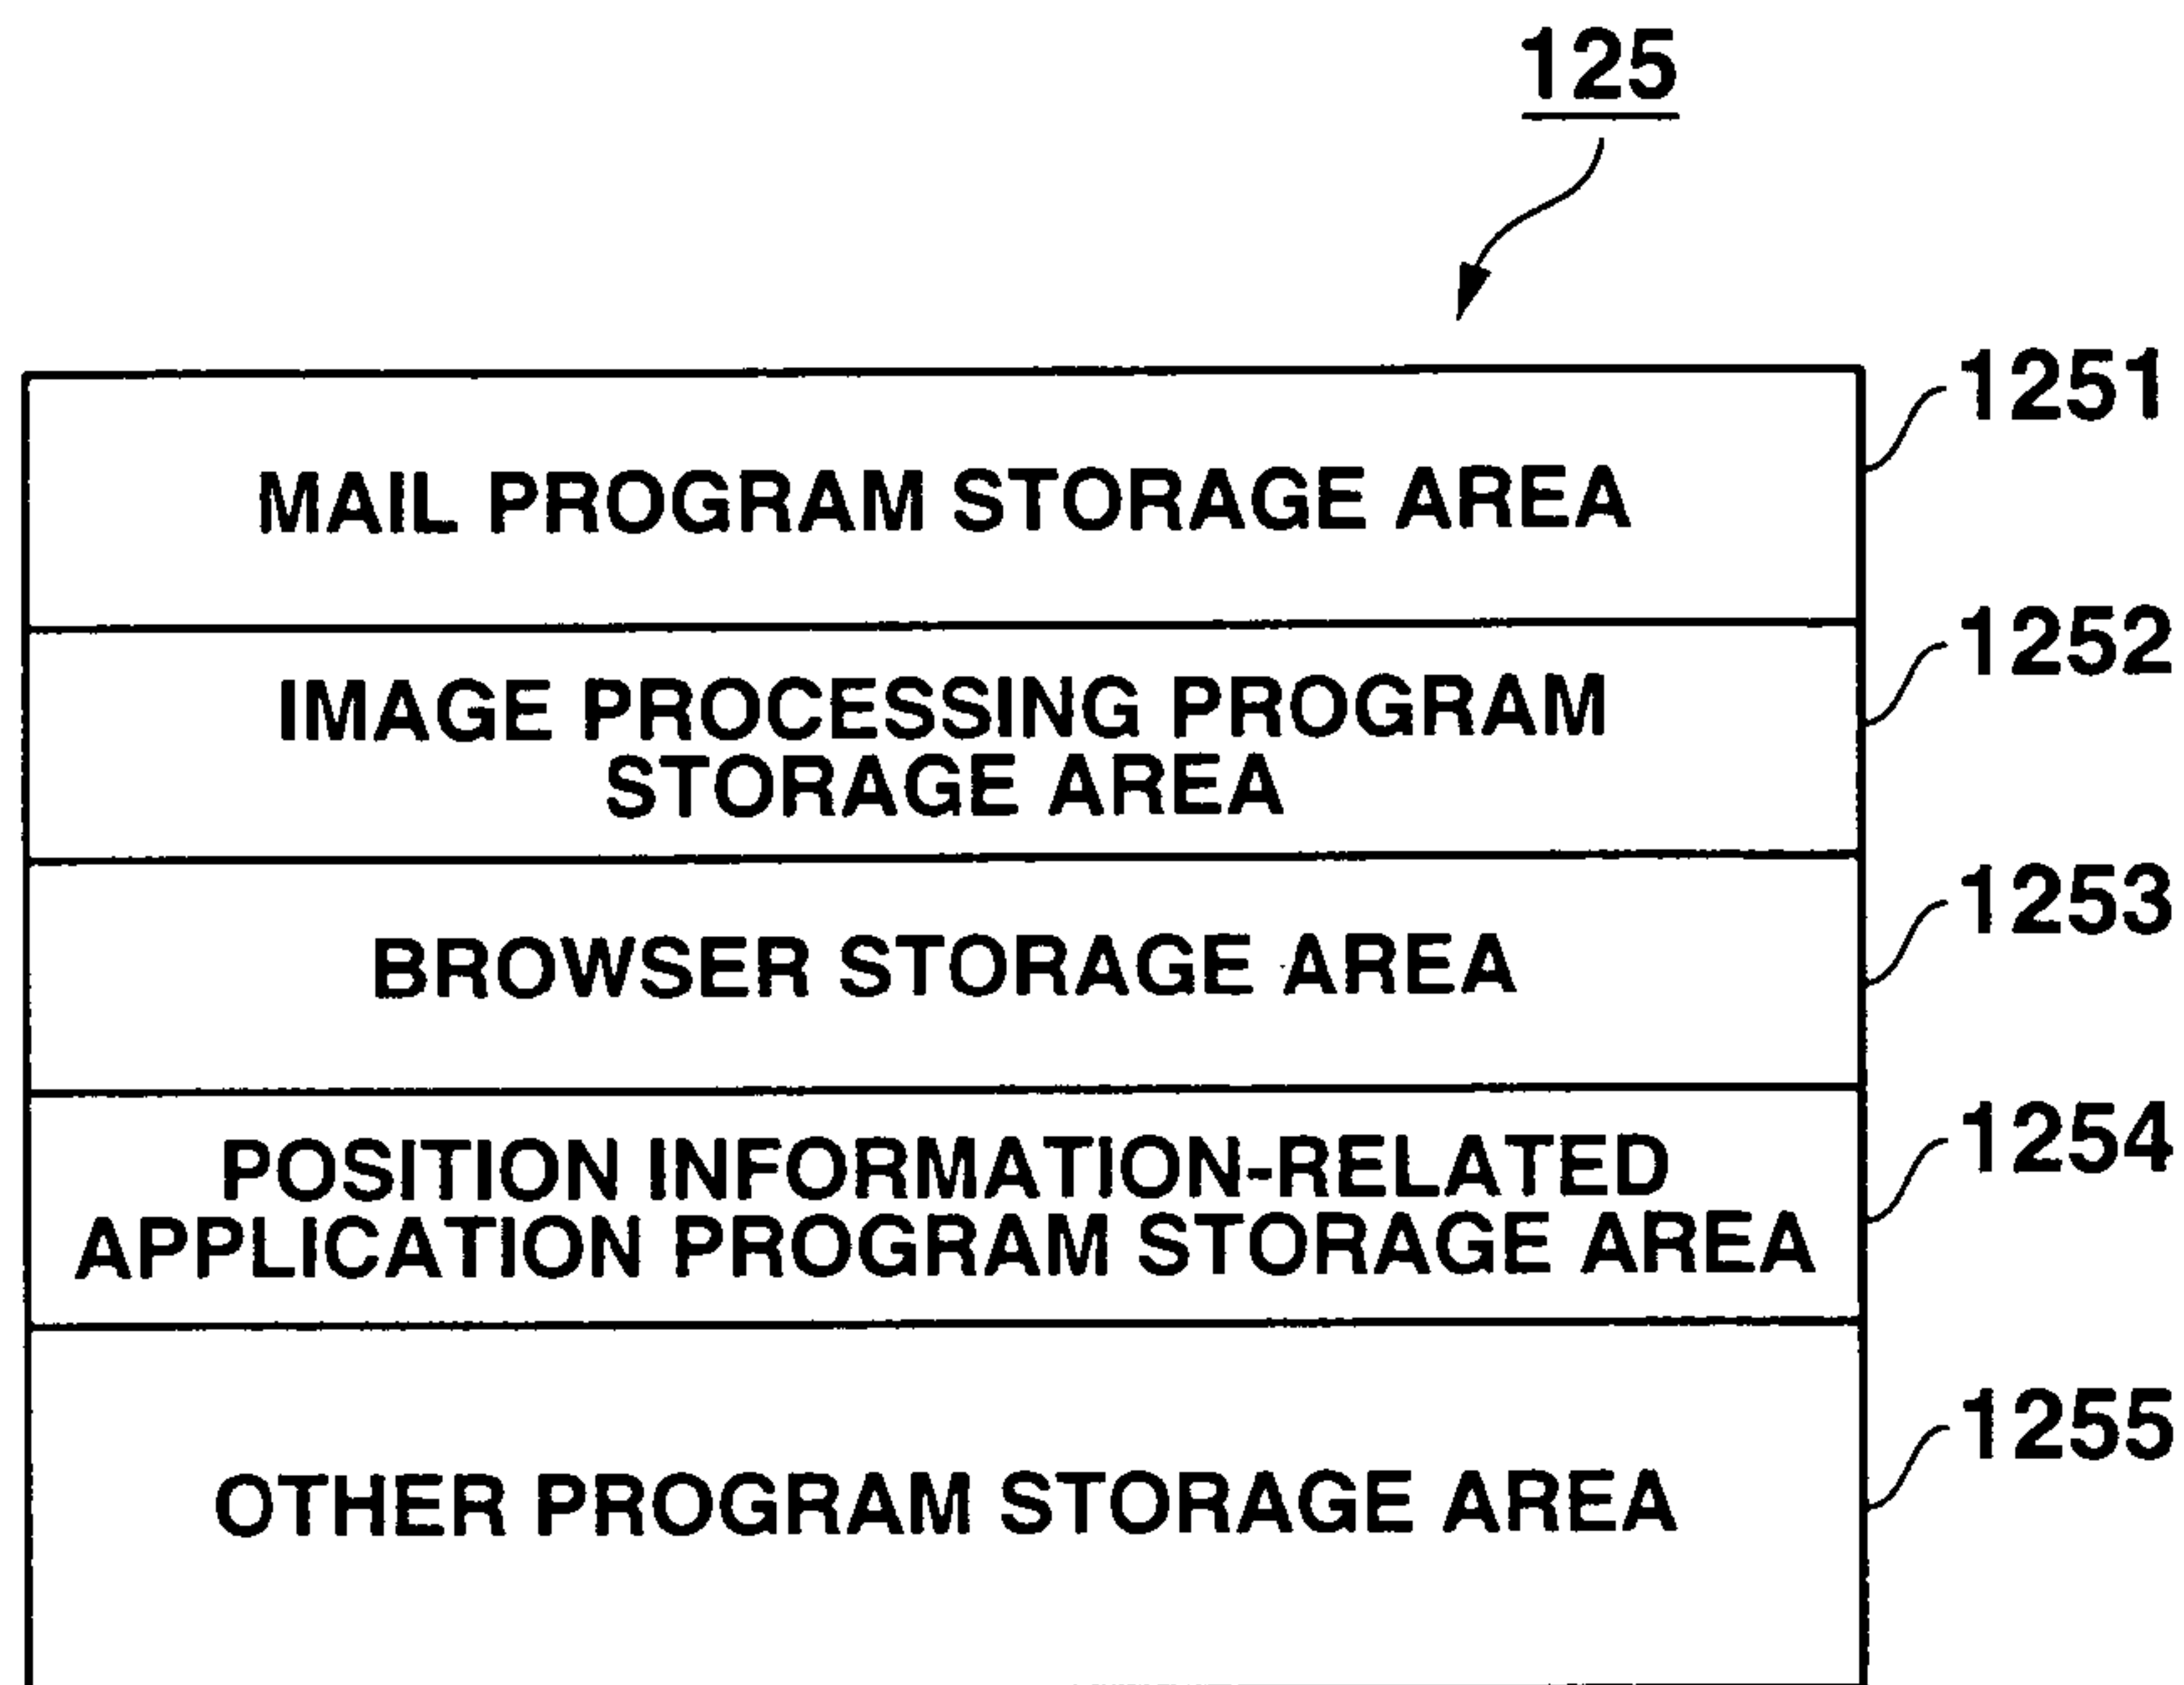 125
1251
MAIL PROGRAM STORAGE AREA
1252
IMAGE PROCESSING PROGRAM
STORAGE AREA
1253
BROWSER STORAGE AREA
1254
POSITION INFORMATION-RELATED
APPLICATION PROGRAM STORAGE AREA
1255
OTHER PROGRAM STORAGE AREA